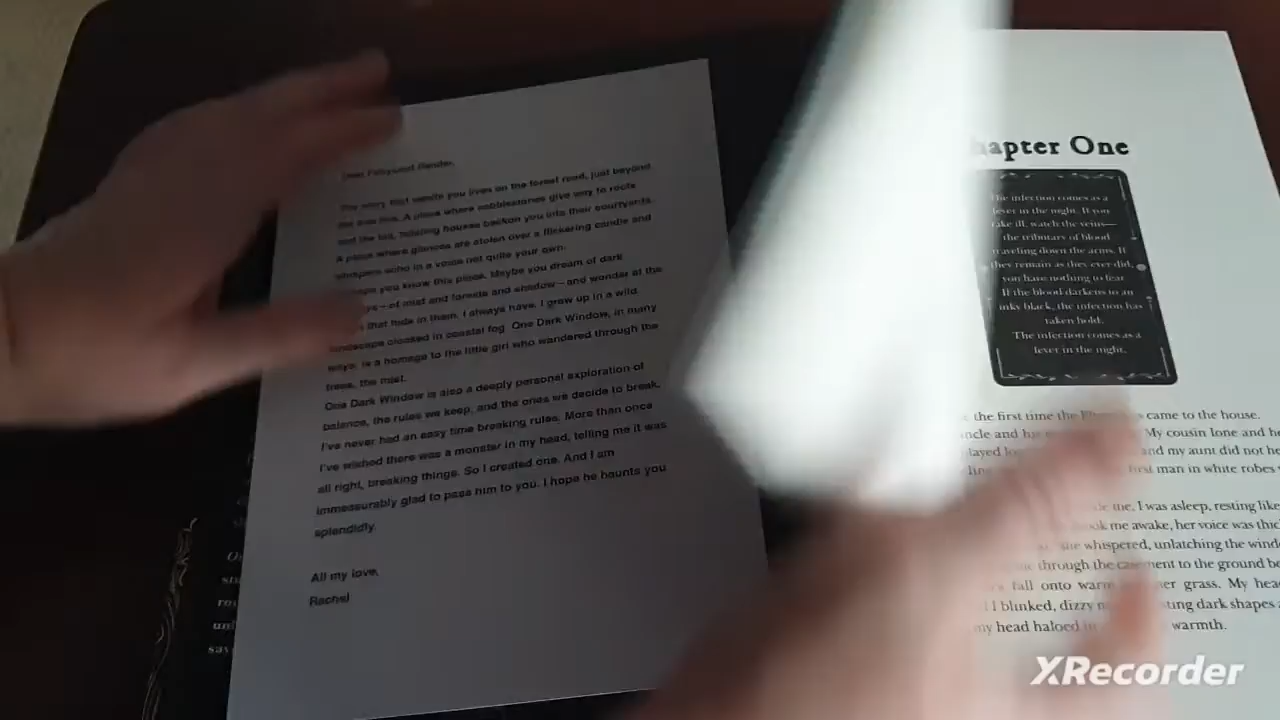 Dear Fairyloot Reader,
The story that awaits you lives on the forest road, just beyond
the tree line. A place where cobblestones give way to roots
and the tall, twisting houses beckon you into their courtyards.
A place where glances are stolen over a flickering candle and
whispers echo in a voice not quite your own.
you know this place. Maybe you dream of dark
of mist and forests and shadow—and wonder at the
that hide in them. I always have. I grew up in a wild
landscape cloaked in coastal fog. One Dark Window, in many
ways, is a homage to the little girl who wandered through the
trees, the mist.
One Dark Window is also a deeply personal exploration of
balance, the rules we keep, and the ones we decide to break.
I've never had an easy time breaking rules. More than once
I've wished there was a monster in my head, telling me it was
all right, breaking things. So I created one. And I am
immeasurably glad to pass him to you. I hope he haunts you
splendidly.
All my love,
Rachel
hapter One
The infection comes as a
fever in the night. If you
take ill, watch the veins—
the tributary of blood
traveling down the arms. If
they remain as they ever did,
you have nothing to fear.
If the blood darkens to an
inky black, the infection has
taken hold.
The infection comes as a
fever in the night.
the first time the came to the house.
My cousin Ione and he
and my aunt did not he
man in white robes
me. I was asleep, resting like
me awake, her voice was thic
she whispered, unlatching the wind
through the casement to the ground be
fall onto warm grass. My hea
I blinked, dizzy dark shapes
my head haloed in warmth.
XRecorder